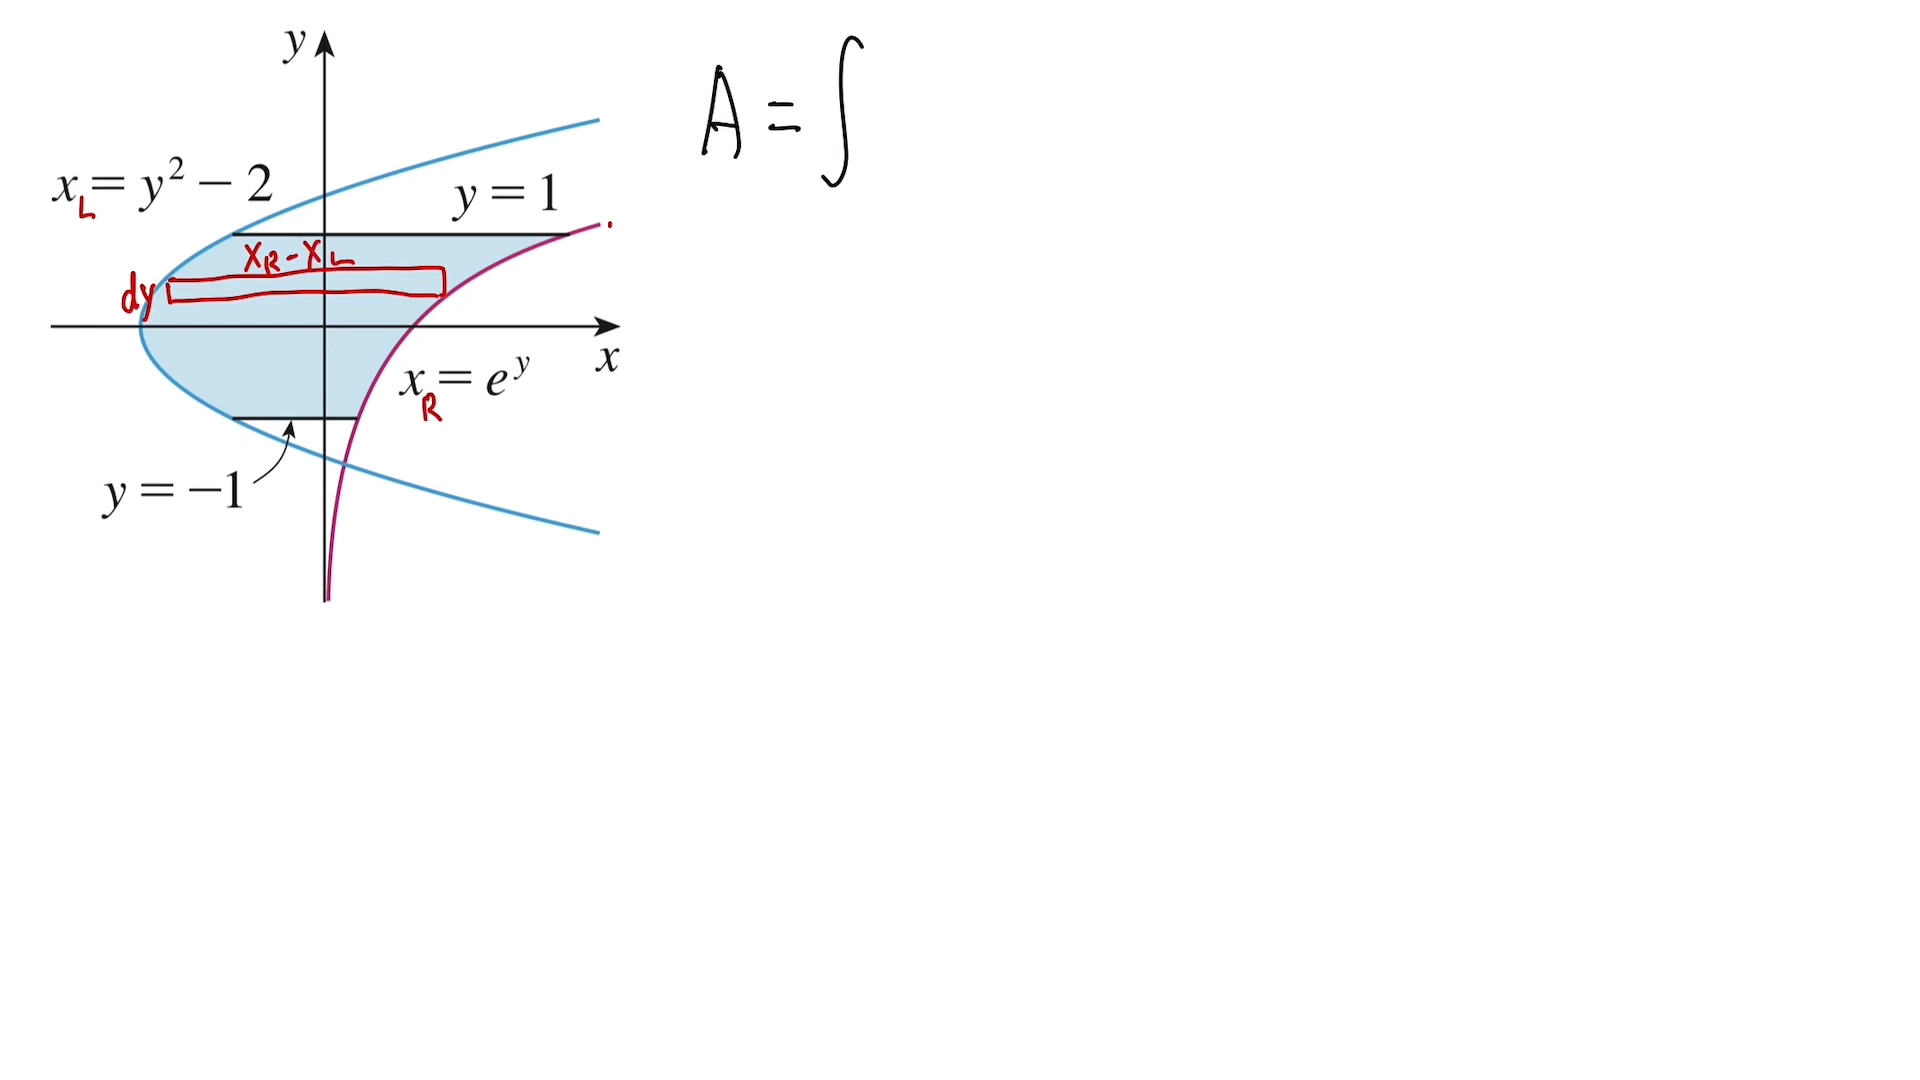 y
A = ∫
x_L = y² − 2
y = 1
x_R - x_L
dy
x
x_R = e^y
y = −1